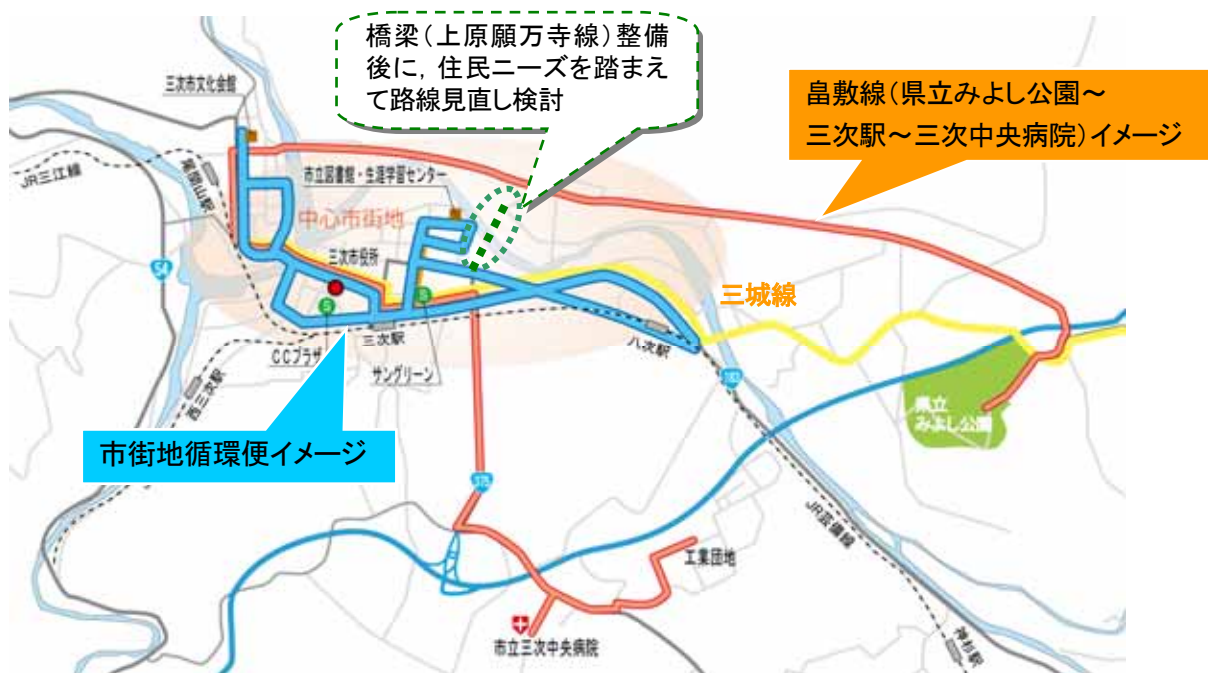 橋梁（上原願万寺線）整備
後に，住民ニーズを踏まえ
て路線見直し検討
畠敷線（県立みよし公園～
三次駅～三次中央病院）イメージ
三次市文化会館
JR三江線
尾関山駅
市立図書館・生涯学習センター
中心市街地
三次市役所
54
三城線
CCプラザ
三次駅
サングリーン
八次駅
西三次駅
183
県立
みよし公園
市街地循環便イメージ
375
JR芸備線
工業団地
市立三次中央病院
神杉駅